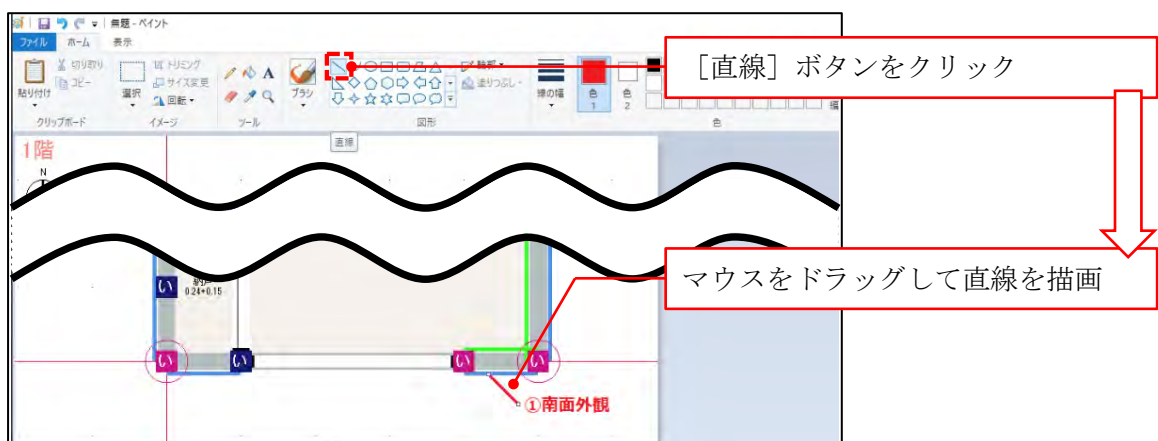 無題 - ペイント
ファイル ホーム 表示
切り取り
コピー
貼り付け
クリップボード
トリミング
サイズ変更
回転
選択
イメージ
A
ツール
ブラシ
輪郭
塗りつぶし
図形
線の幅
色
1
色
2
色
直線
[直線] ボタンをクリック
1階
N
マウスをドラッグして直線を描画
い
納戸
0.24+0.15
い い い い
①南面外観